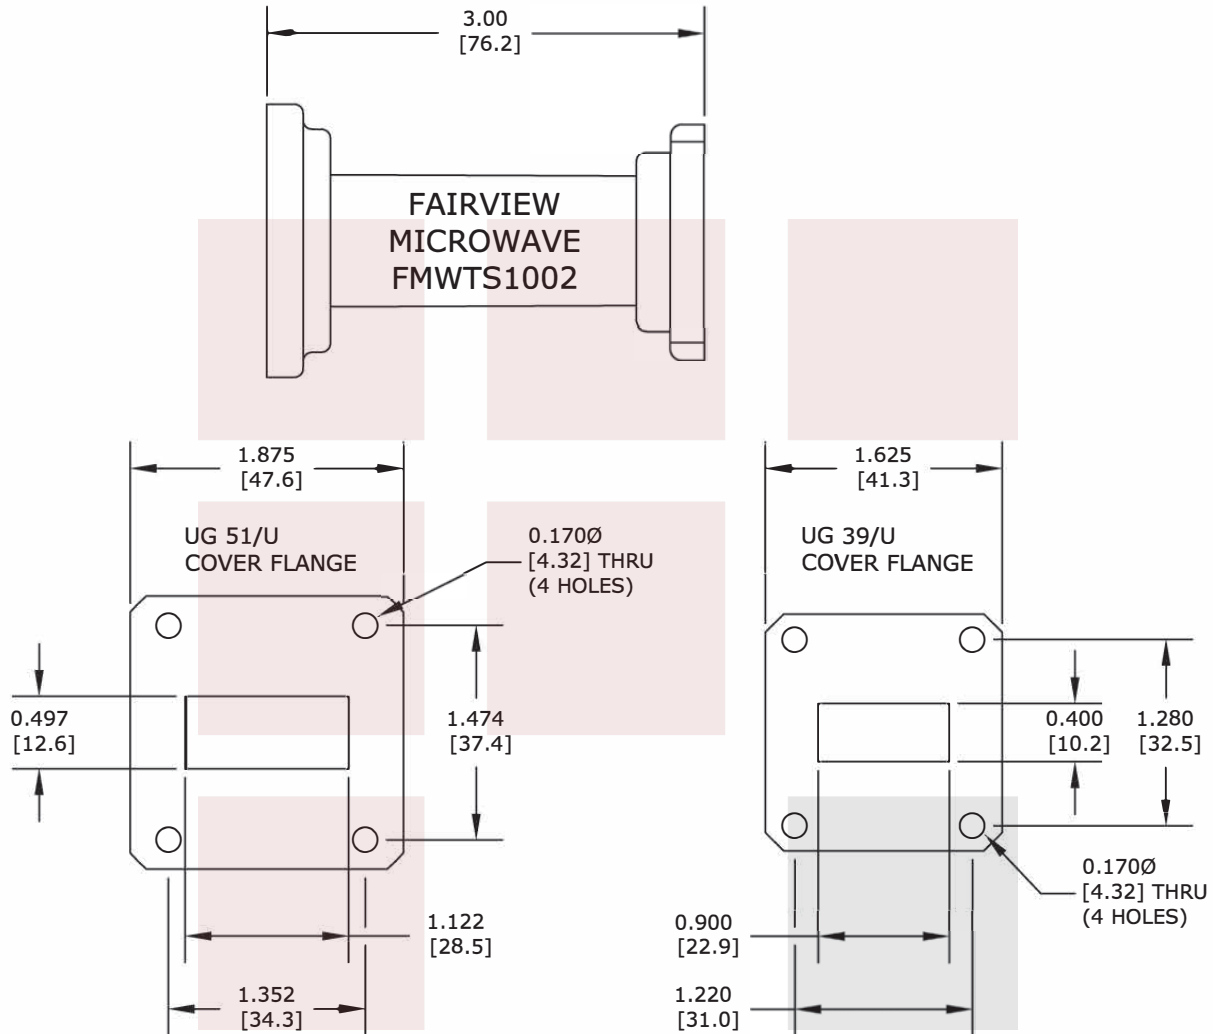 3.00
[76.2]
FAIRVIEW
MICROWAVE
FMWTS1002
1.875
[47.6]
UG 51/U
COVER FLANGE
0.170Ø
[4.32] THRU
(4 HOLES)
0.497
[12.6]
1.474
[37.4]
1.122
[28.5]
1.352
[34.3]
1.625
[41.3]
UG 39/U
COVER FLANGE
0.400
[10.2]
1.280
[32.5]
0.170Ø
[4.32] THRU
(4 HOLES)
0.900
[22.9]
1.220
[31.0]